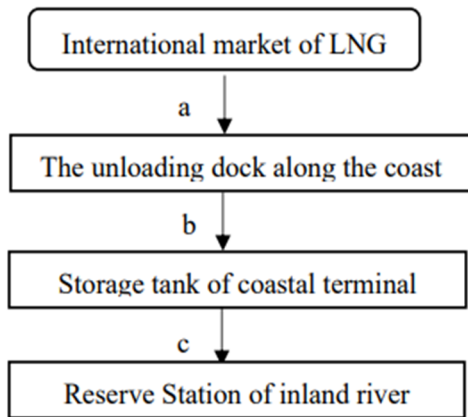 International market of LNG
a
The unloading dock along the coast
b
Storage tank of coastal terminal
c
Reserve Station of inland river